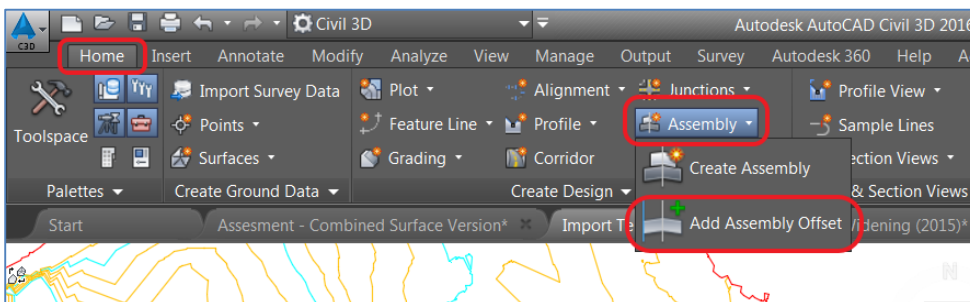 Civil 3D Autodesk AutoCAD Civil 3D 2016
C3D
Home Insert Annotate Modify Analyze View Manage Output Survey Autodesk 360 Help A
Import Survey Data Plot Alignment Junctions Profile View
Toolspace Points Feature Line Profile Assembly Sample Lines
Surfaces Grading Corridor Create Assembly ection Views
Palettes Create Ground Data Create Design & Section Views
Start Assesment - Combined Surface Version* Import Te Add Assembly Offset idening (2015)*
N